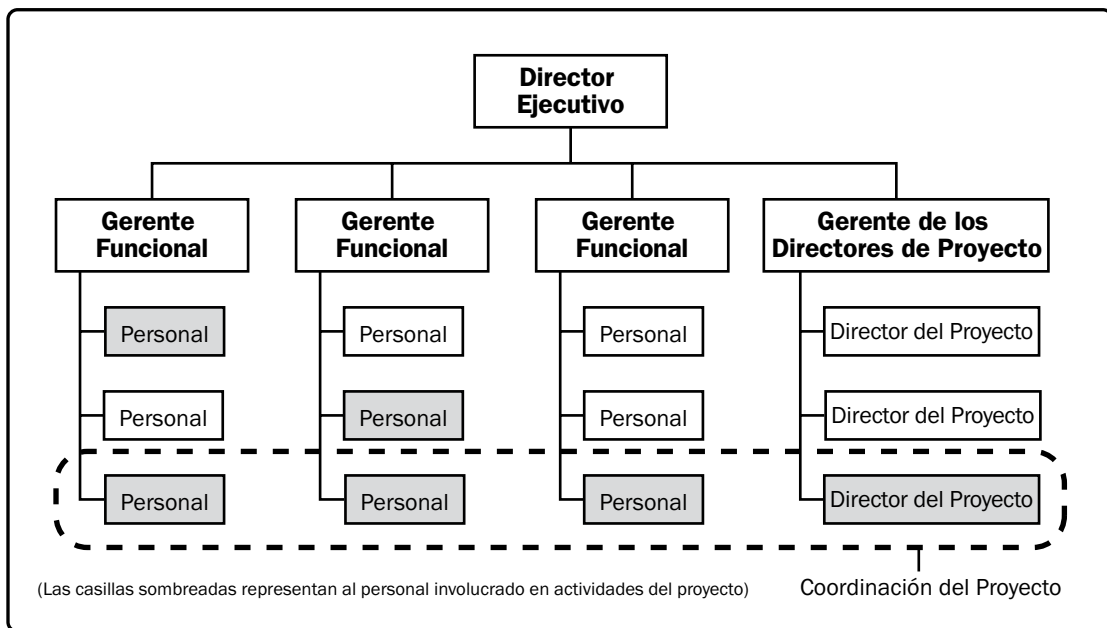 Director
Ejecutivo
Gerente
Funcional
Gerente
Funcional
Gerente
Funcional
Gerente de los
Directores de Proyecto
Personal
Personal
Personal
Director del Proyecto
Personal
Personal
Personal
Director del Proyecto
Personal
Personal
Personal
Director del Proyecto
(Las casillas sombreadas representan al personal involucrado en actividades del proyecto)
Coordinación del Proyecto